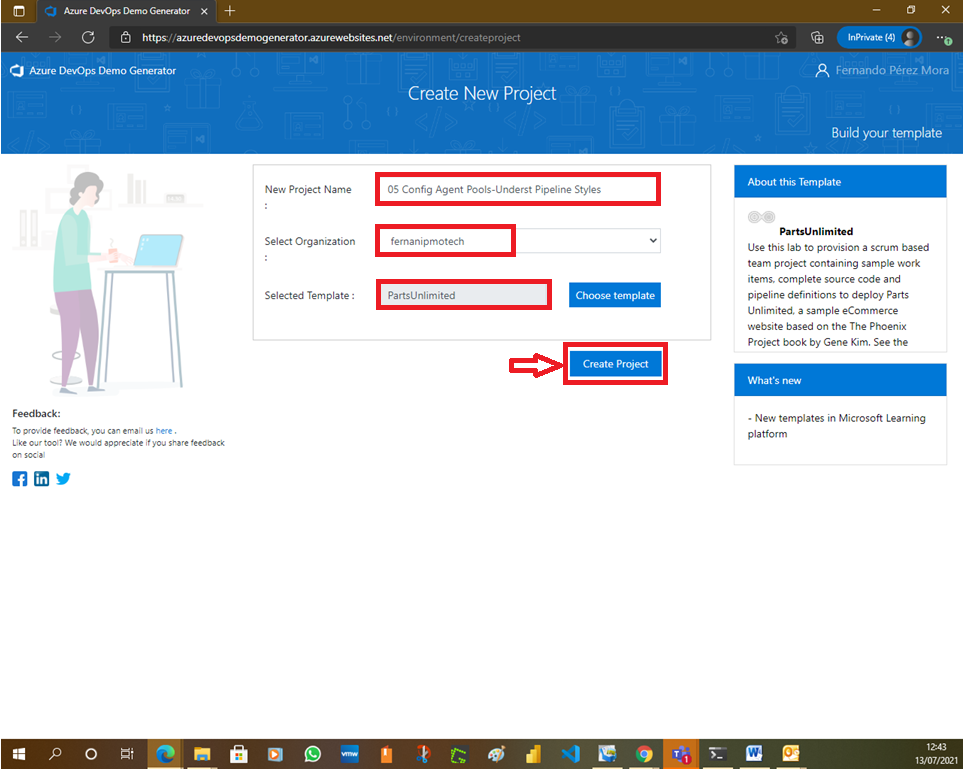 Azure DevOps Demo Generator
https://azuredevopsdemogenerator.azurewebsites.net/environment/createproject
InPrivate (4)
Azure DevOps Demo Generator
Fernando Pérez Mora
Create New Project
Build your template
New Project Name
:
05 Config Agent Pools-Underst Pipeline Styles
Select Organization
:
fernanipmotech
Selected Template :
PartsUnlimited
Choose template
Create Project
About this Template
PartsUnlimited
Use this lab to provision a scrum based
team project containing sample work
items, complete source code and
pipeline definitions to deploy Parts
Unlimited, a sample eCommerce
website based on the The Phoenix
Project book by Gene Kim. See the
What's new
- New templates in Microsoft Learning
platform
Feedback:
To provide feedback, you can email us here .
Like our tool? We would appreciate if you share feedback
on social
vmw
1
12:43
13/07/2021